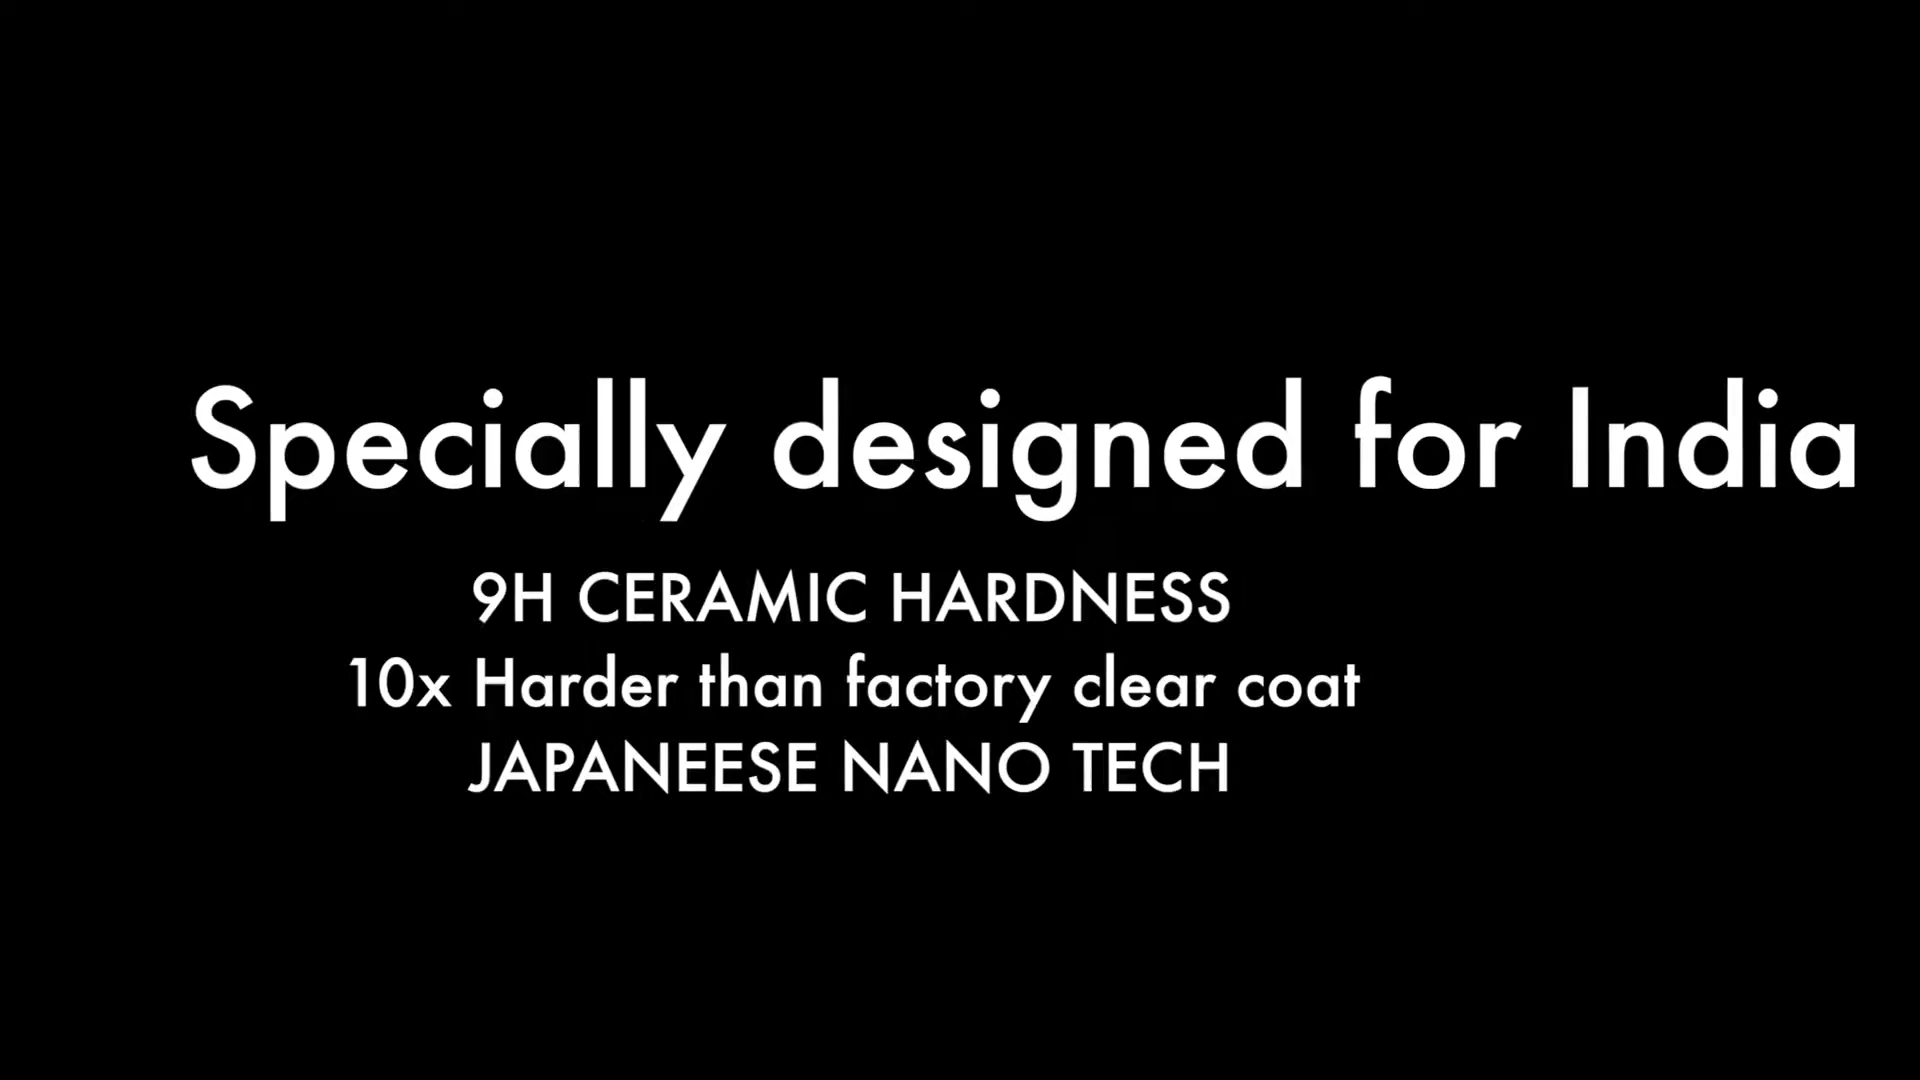 Specially designed for India
9H CERAMIC HARDNESS
10x Harder than factory clear coat
JAPANEESE NANO TECH